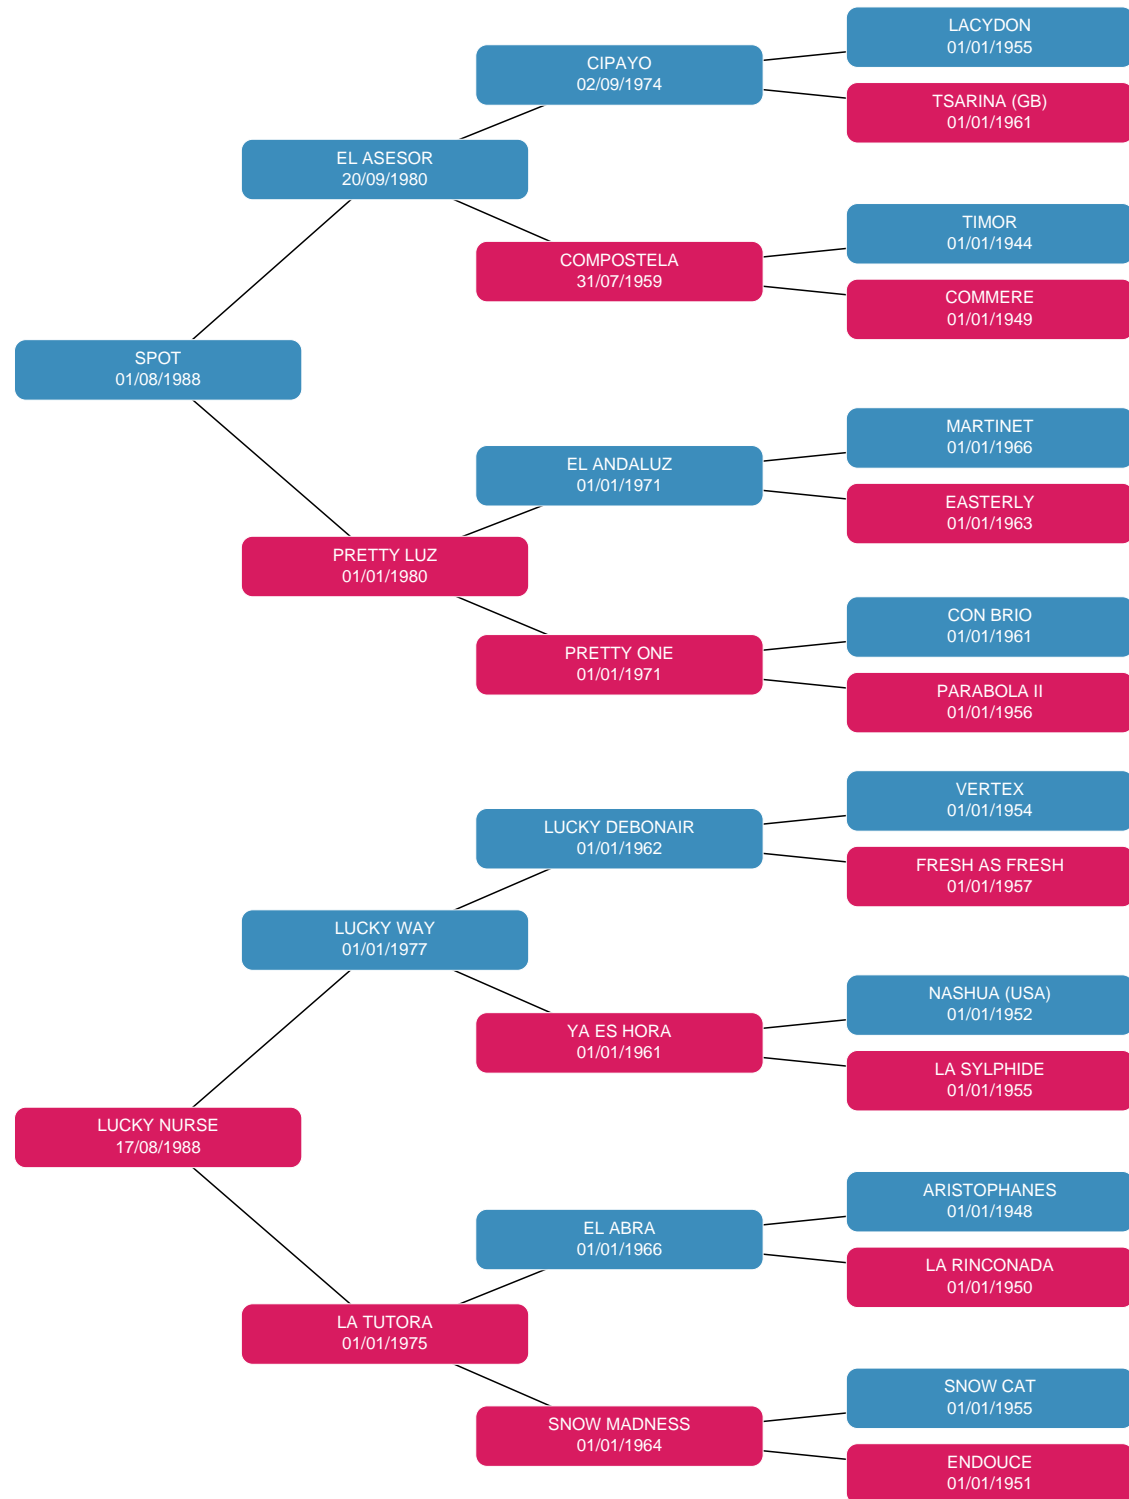 LACYDON
01/01/1955
CIPAYO
02/09/1974
TSARINA (GB)
01/01/1961
EL ASESOR
20/09/1980
TIMOR
01/01/1944
COMPOSTELA
31/07/1959
COMMERE
01/01/1949
SPOT
01/08/1988
MARTINET
01/01/1966
EL ANDALUZ
01/01/1971
EASTERLY
01/01/1963
PRETTY LUZ
01/01/1980
CON BRIO
01/01/1961
PRETTY ONE
01/01/1971
PARABOLA II
01/01/1956
VERTEX
01/01/1954
LUCKY DEBONAIR
01/01/1962
FRESH AS FRESH
01/01/1957
LUCKY WAY
01/01/1977
NASHUA (USA)
01/01/1952
YA ES HORA
01/01/1961
LA SYLPHIDE
01/01/1955
LUCKY NURSE
17/08/1988
ARISTOPHANES
01/01/1948
EL ABRA
01/01/1966
LA RINCONADA
01/01/1950
LA TUTORA
01/01/1975
SNOW CAT
01/01/1955
SNOW MADNESS
01/01/1964
ENDOUCE
01/01/1951